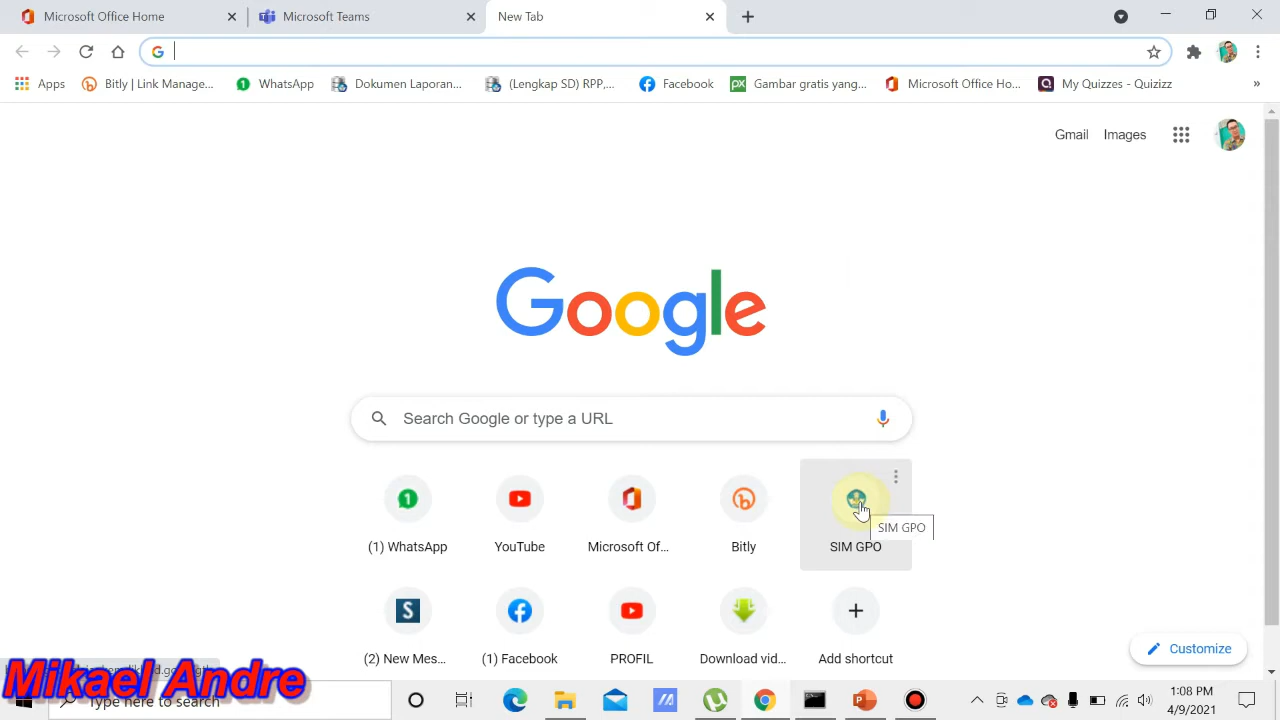 Microsoft Office Home
Microsoft Teams
New Tab
Apps
Bitly | Link Manage...
WhatsApp
Dokumen Laporan...
(Lengkap SD) RPP,...
Facebook
Gambar gratis yang...
Microsoft Office Ho...
My Quizzes - Quizizz
»
Gmail
Images
Google
Search Google or type a URL
SIM GPO
(1) WhatsApp
YouTube
Microsoft Of...
Bitly
SIM GPO
(2) New Mes...
(1) Facebook
PROFIL
Download vid...
Add shortcut
Customize
Mikael Andre
Type here to search
1:08 PM
4/9/2021